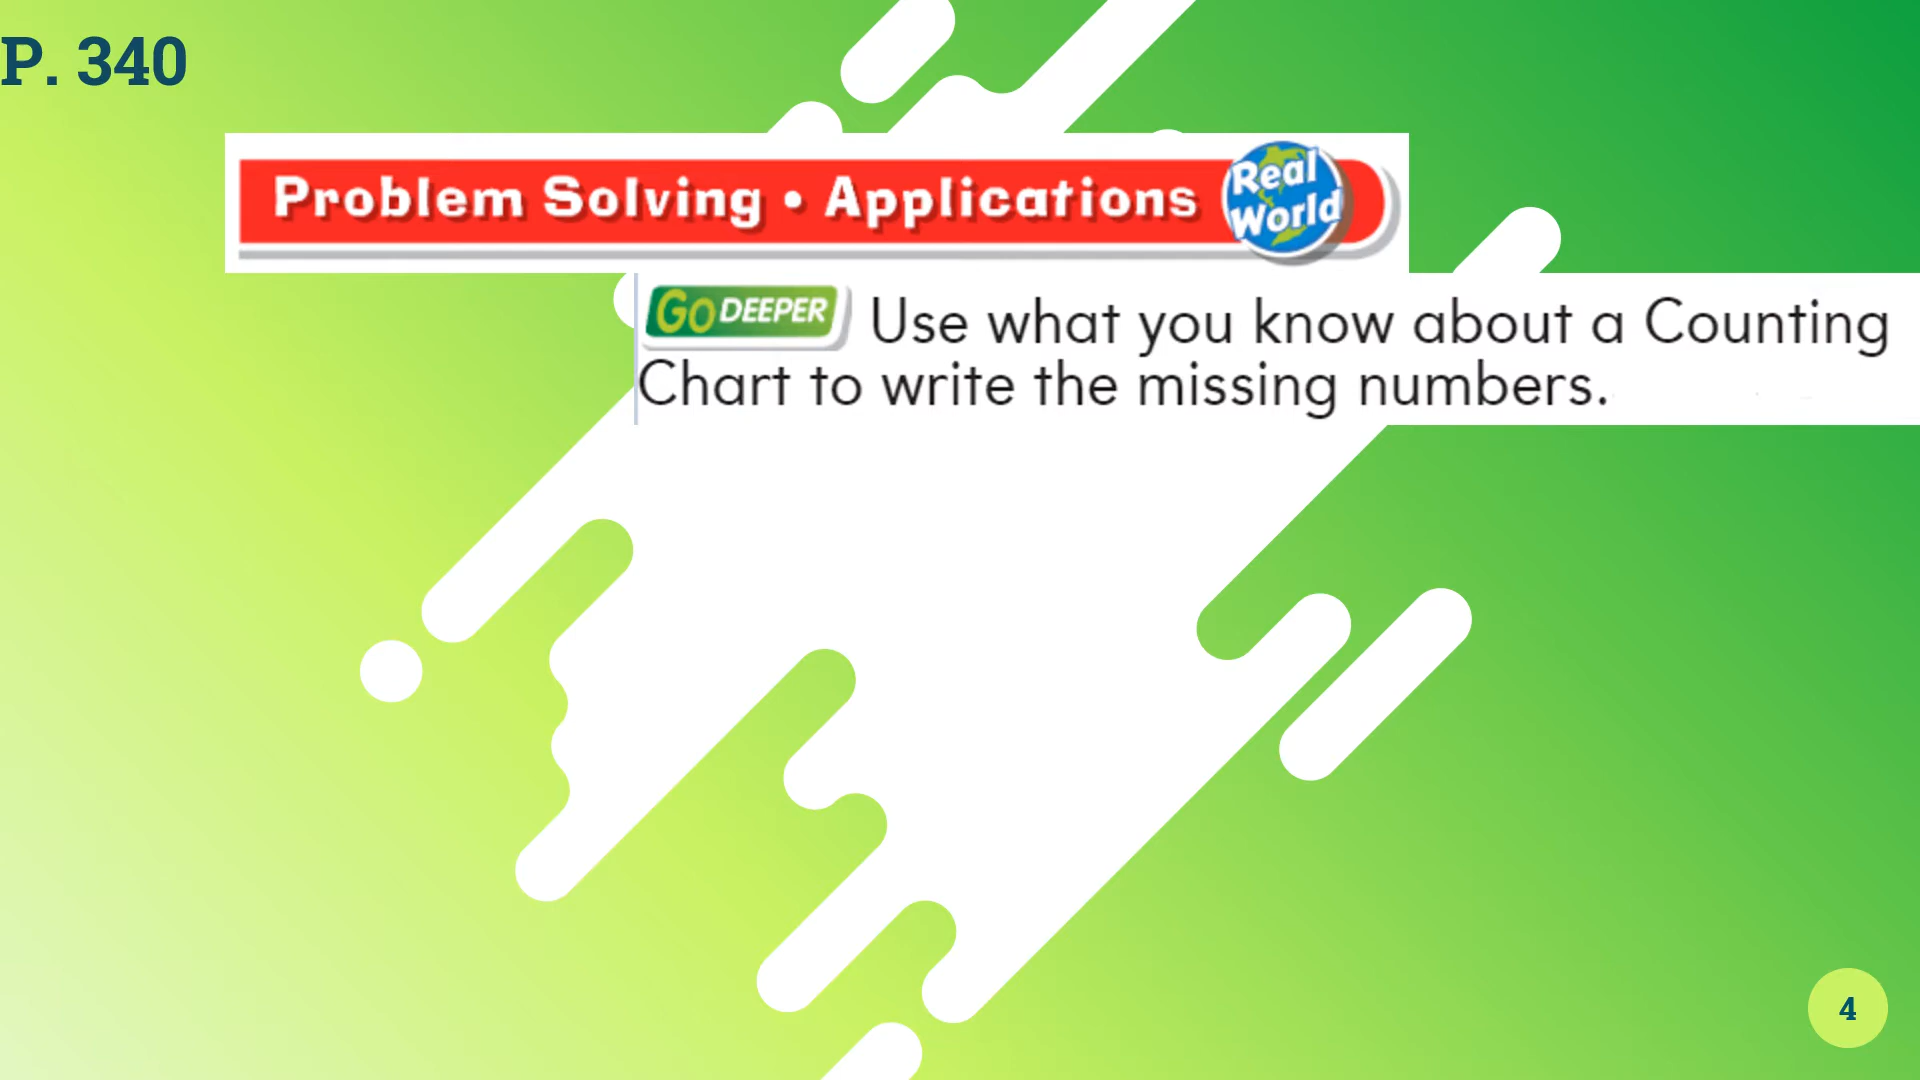 P. 340
Problem Solving • Applications
Real
World
GO DEEPER Use what you know about a Counting
Chart to write the missing numbers.
4